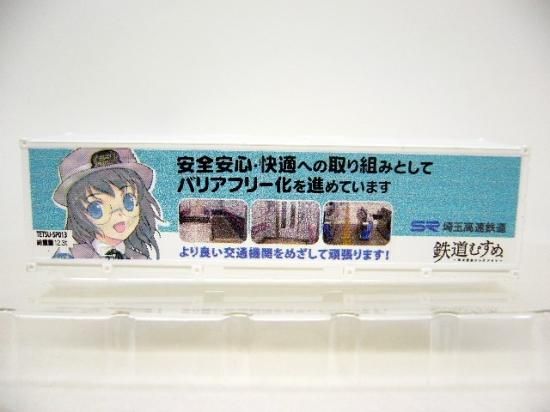 安全安心・快適への取り組みとして
バリアフリー化を進めています
TETSU-SP013
12.3t
SR 埼玉高速鉄道
より良い交通機関をめざして頑張ります!
鉄道むすめ